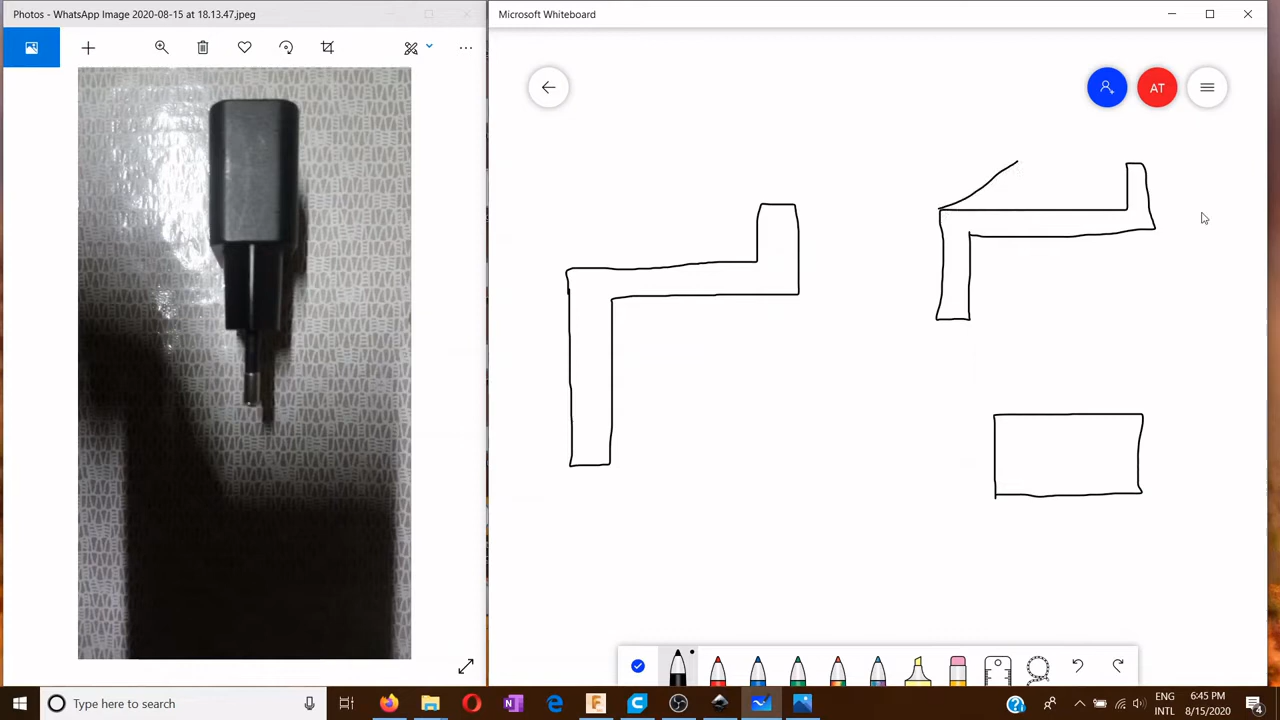 Photos - WhatsApp Image 2020-08-15 at 18.13.47.jpeg
Microsoft Whiteboard
AT
Type here to search
ENG
INTL
6:45 PM
8/15/2020
4